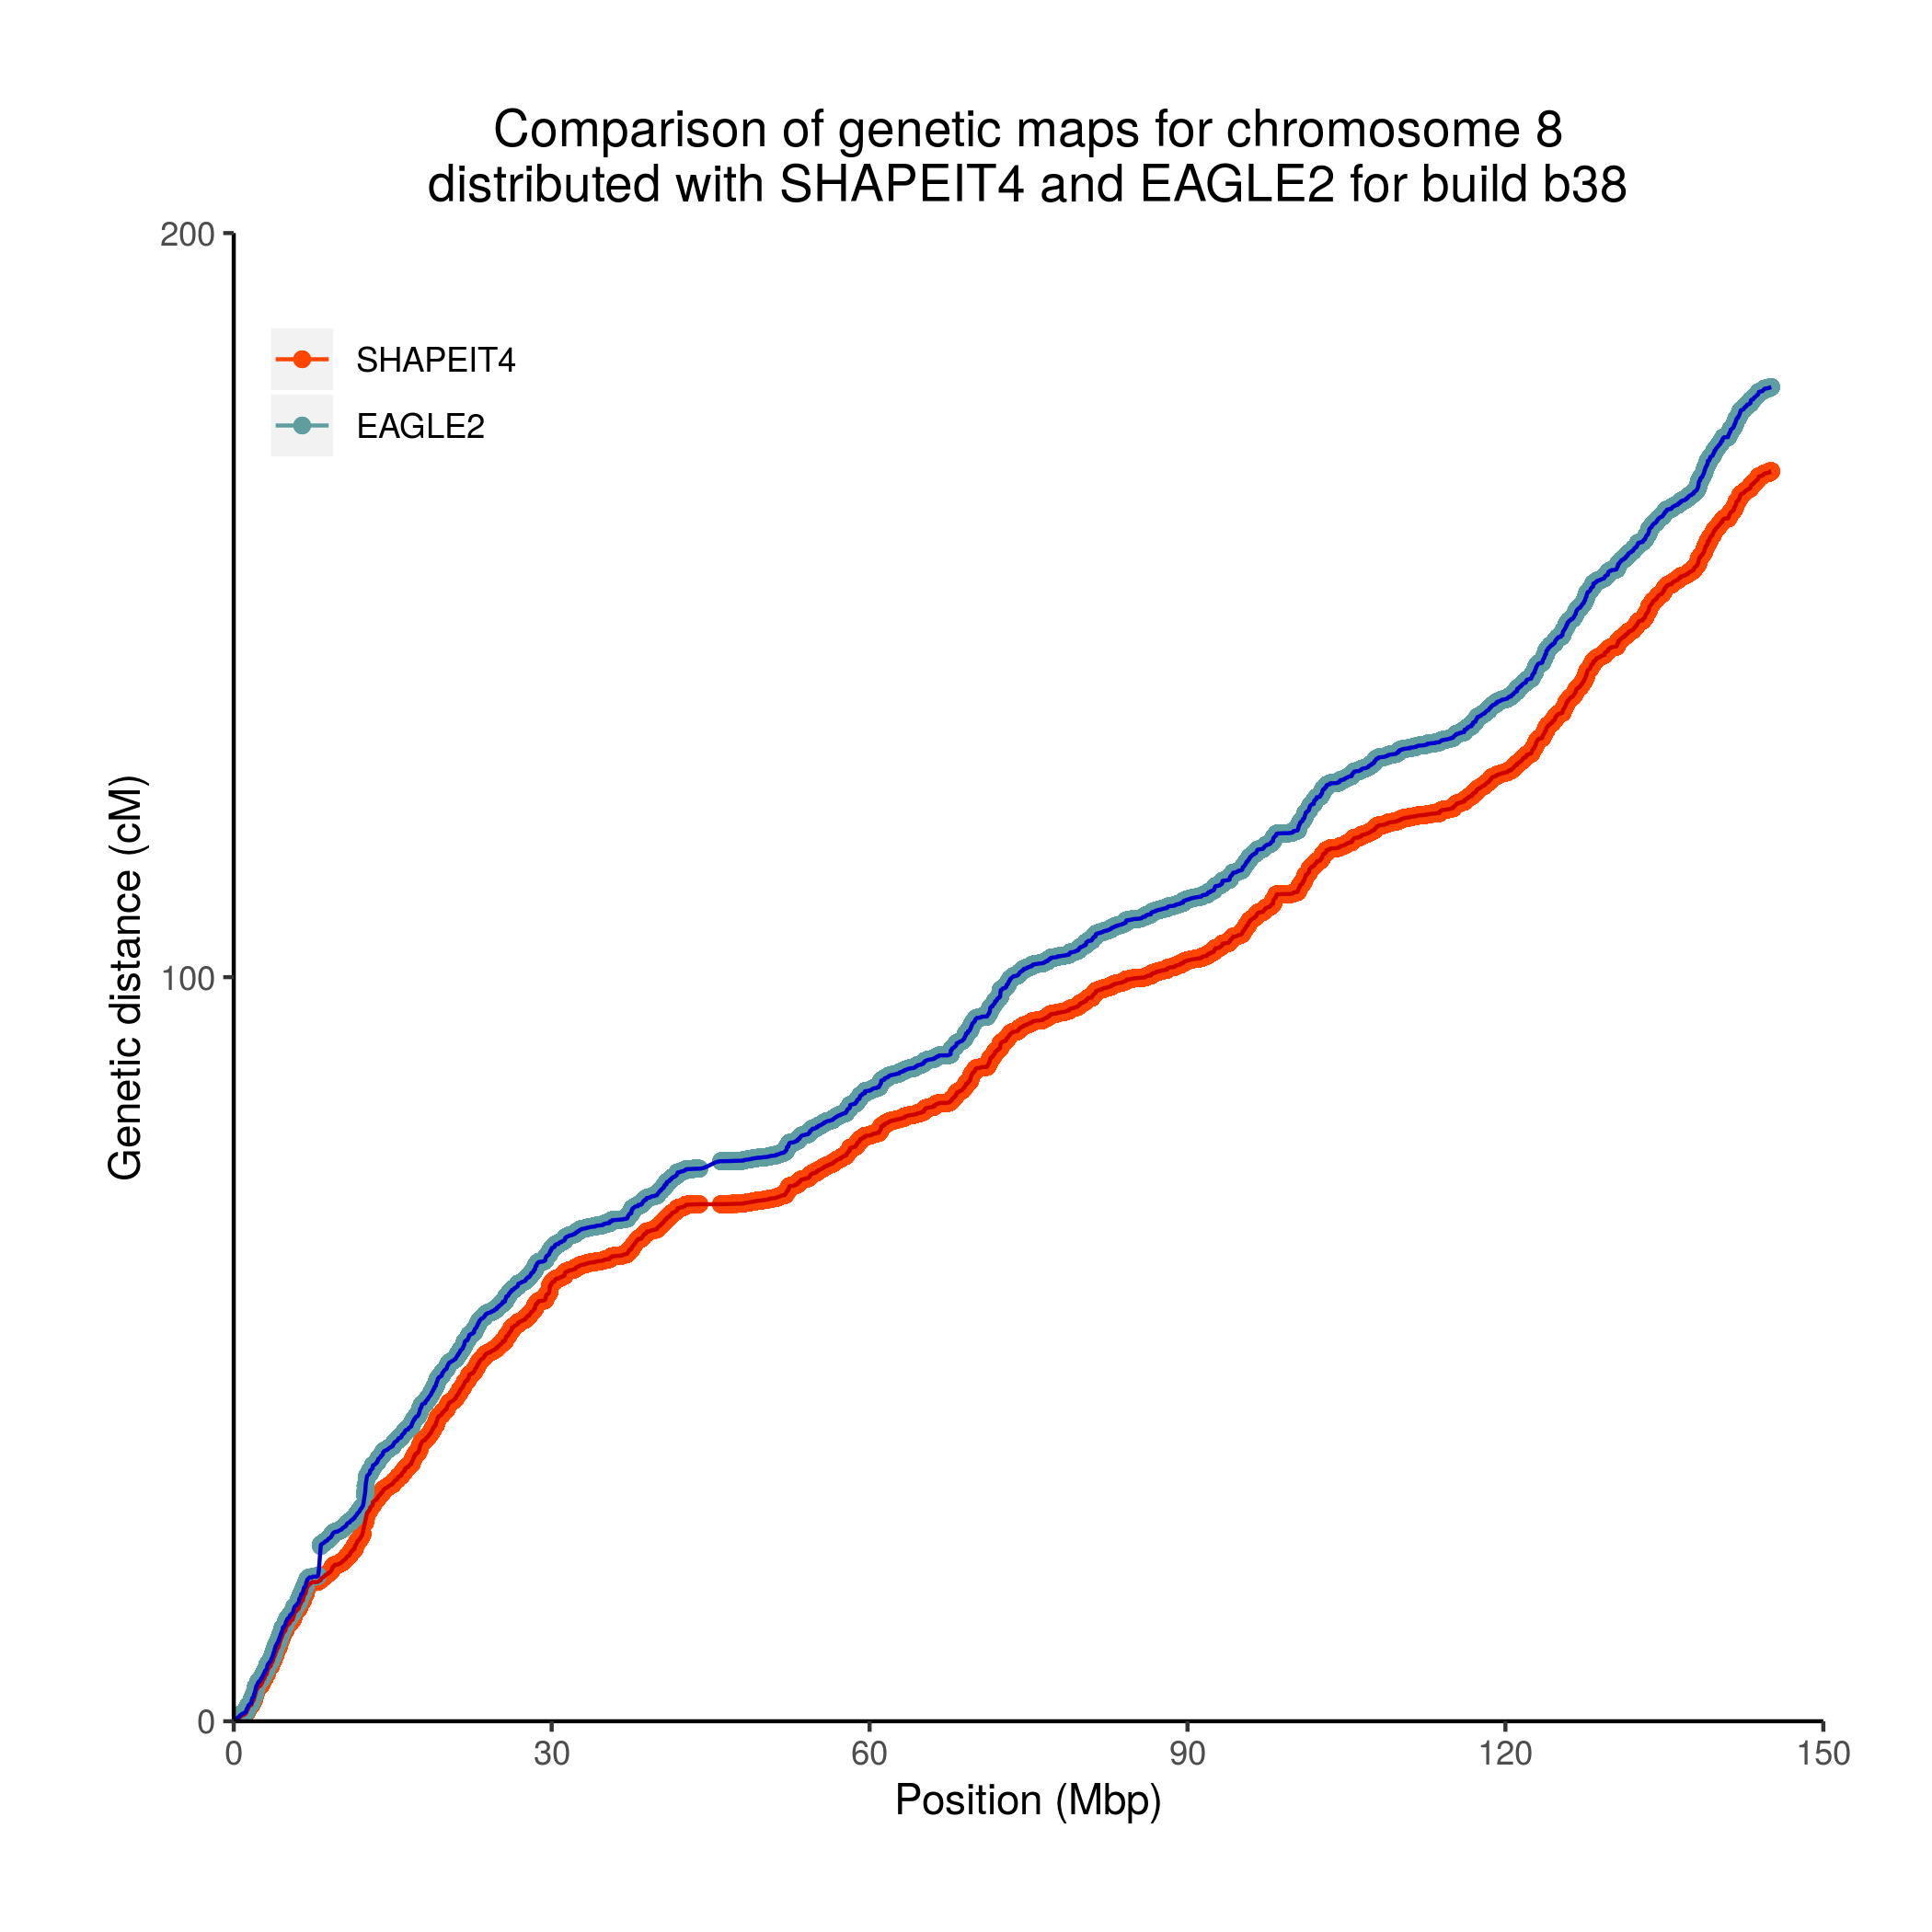 Comparison of genetic maps for chromosome 8
distributed with SHAPEIT4 and EAGLE2 for build b38
200
SHAPEIT4
EAGLE2
Genetic distance (cM)
100
0
0 30 60 90 120 150
Position (Mbp)